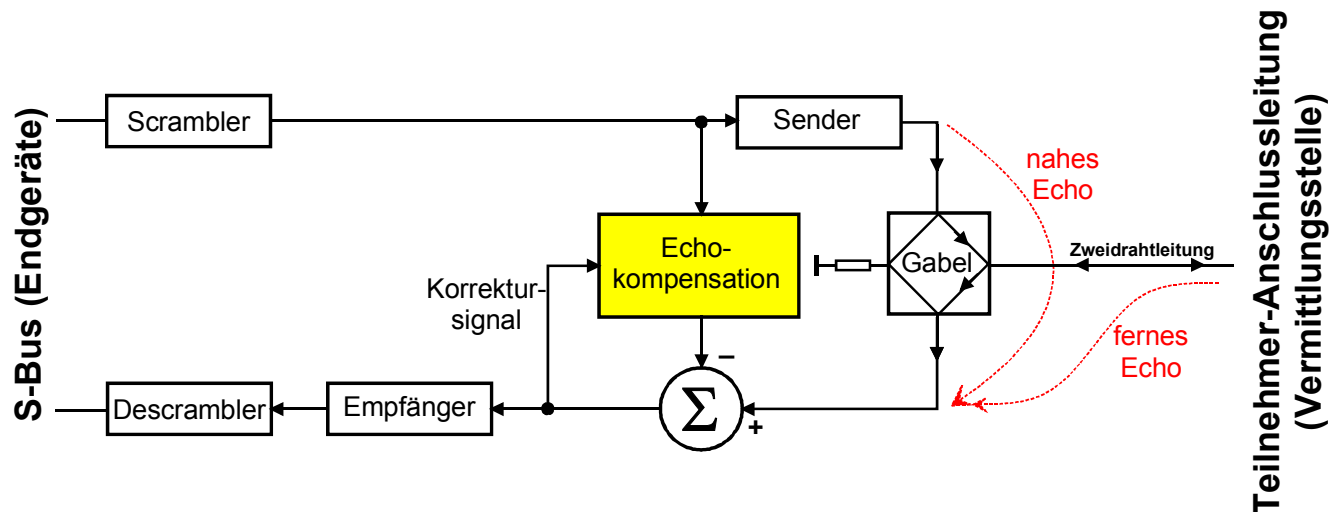 S-Bus (Endgeräte)
Scrambler
Sender
nahes
Echo
Echo-
kompensation
Gabel
Zweidrahtleitung
Korrektur-
signal
fernes
Echo
–
Descrambler
Empfänger
Σ
+
Teilnehmer-Anschlussleitung
(Vermittlungsstelle)